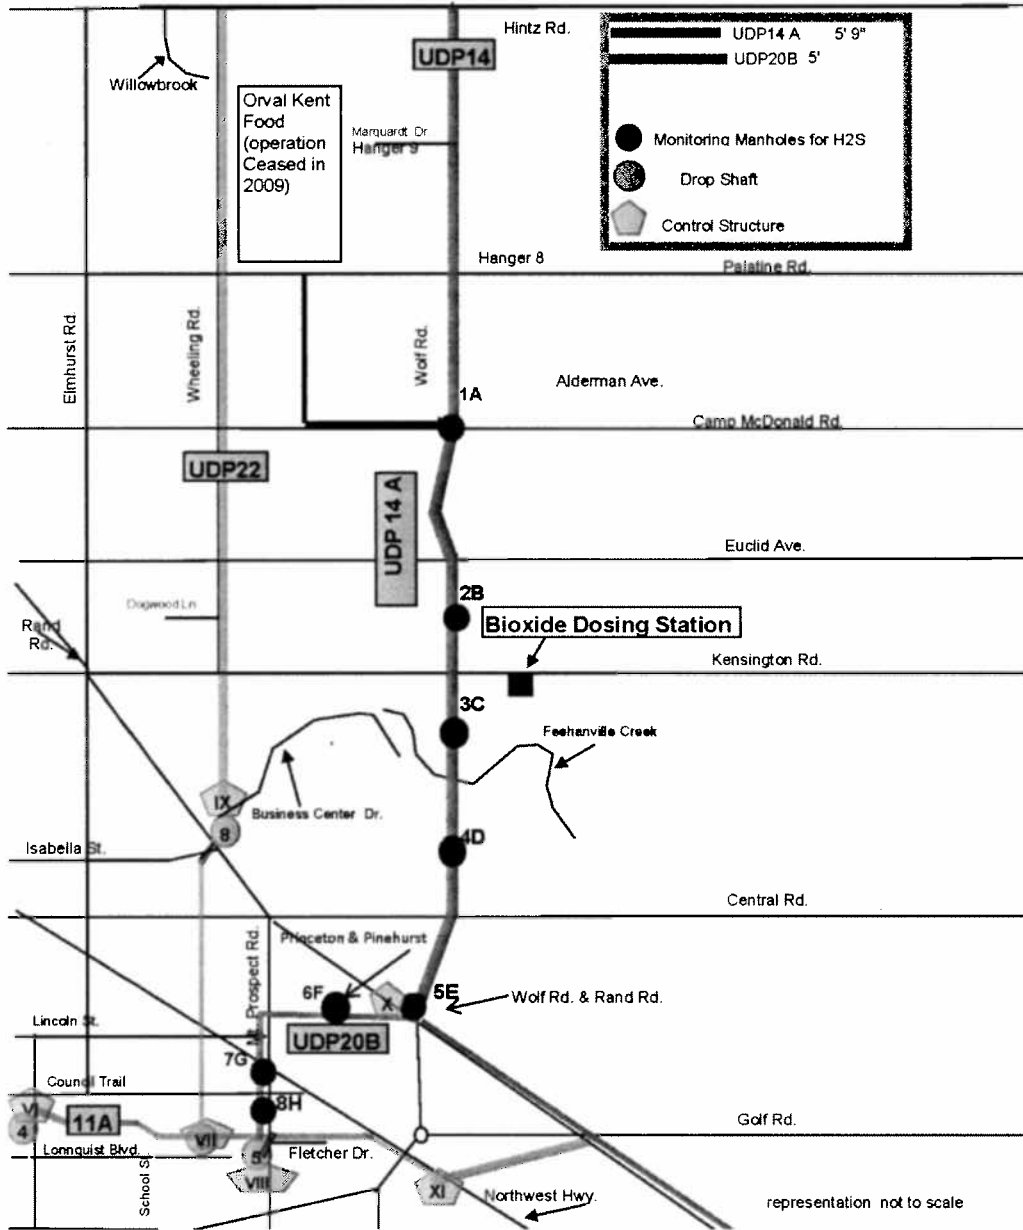 Hintz Rd.
UDP14
UDP14 A 5' 9"
UDP20B 5'
Monitoring Manholes for H2S
Drop Shaft
Control Structure
Willowbrook
Orval Kent
Food
(operation
Ceased in
2009)
Marquardt Dr
Hanger 9
Hanger 8
Palatine Rd.
Elmhurst Rd.
Wheeling Rd.
Wolf Rd.
Alderman Ave.
1A
Camp McDonald Rd.
UDP22
UDP 14 A
Euclid Ave.
2B
Dogwood Ln
Bioxide Dosing Station
Rand
Rd.
Kensington Rd.
3C
Feehanville Creek
IX
Business Center Dr.
8
4D
Isabella St.
Central Rd.
Princeton & Pinehurst
Mt. Prospect Rd.
6F
X
5E
Wolf Rd. & Rand Rd.
Lincoln St.
UDP20B
7G
Council Trail
VI
4
11A
8H
VII
Golf Rd.
Lonnquist Blvd.
5
Fletcher Dr.
VIII
School St.
XI
Northwest Hwy.
representation not to scale